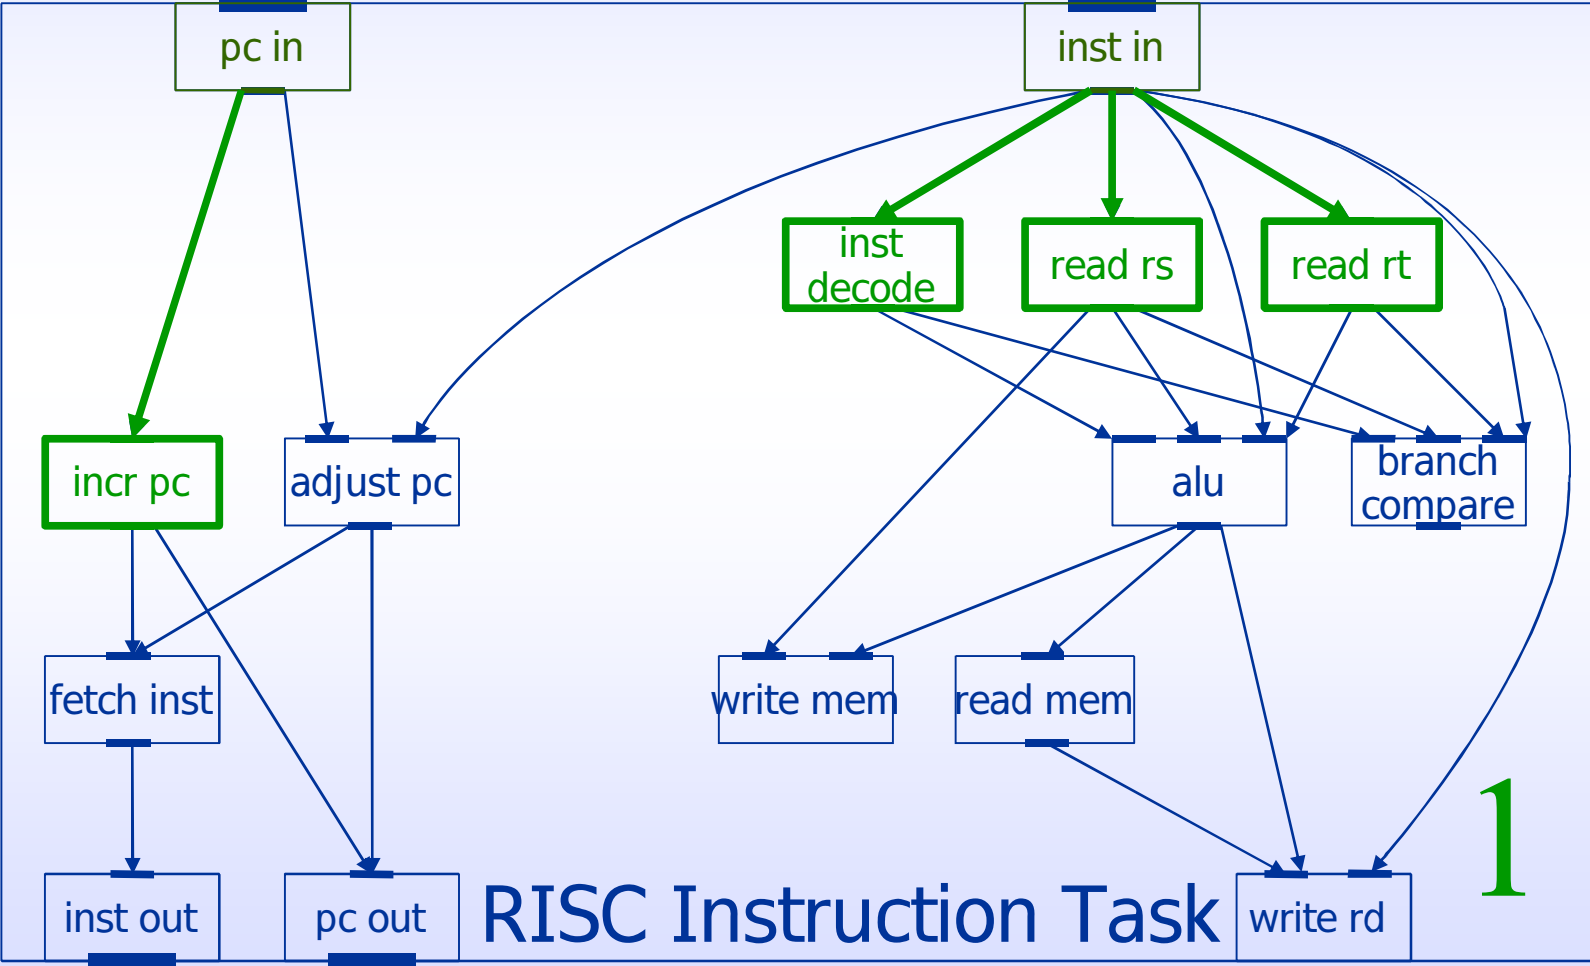 pc in
inst in
inst
decode
read rs
read rt
incr pc
adjust pc
alu
branch
compare
fetch inst
write mem
read mem
1
inst out
pc out
RISC Instruction Task
write rd